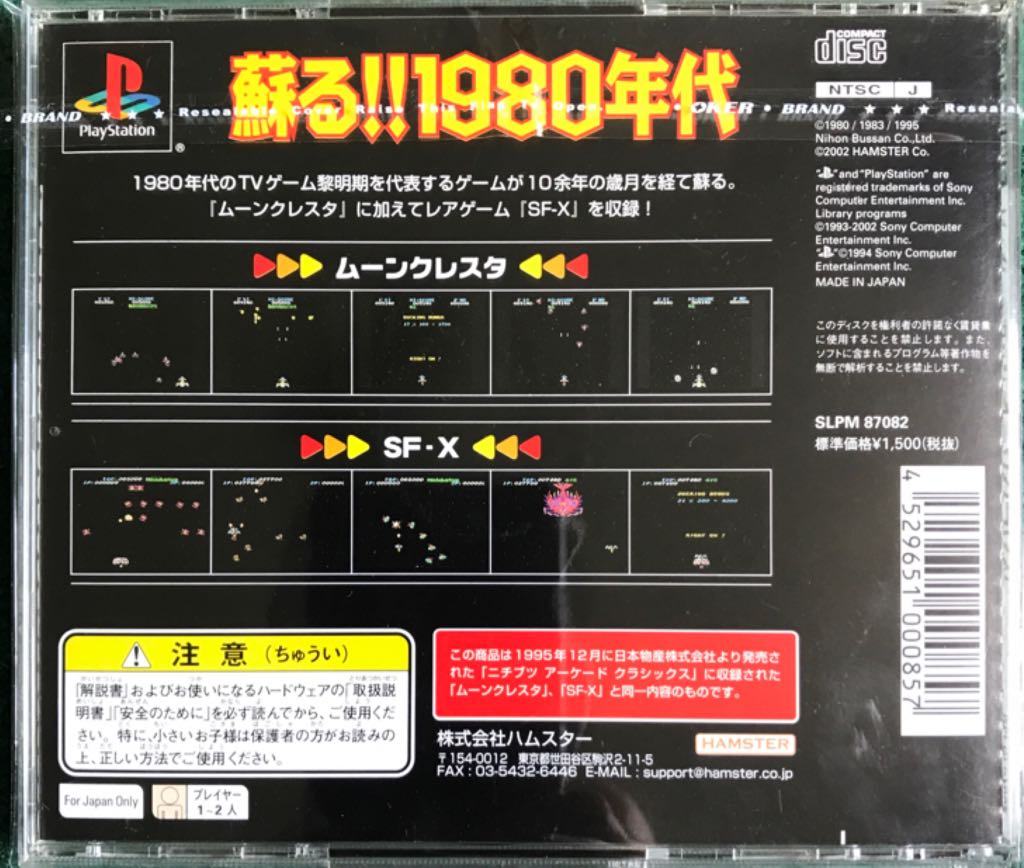 蘇る!!1980年代
PlayStation
®
• BRAND ★ ★ ★ Resealable Cover Raise This Flap To Open. • OKER • BRAND ★ ★ ★ Reseala
1980年代のTVゲーム黎明期を代表するゲームが10余年の歳月を経て蘇る。
『ムーンクレスタ』に加えてレアゲーム『SF-X』を収録！
ムーンクレスタ
SF-X
COMPACT
disc
NTSC J
©1980 / 1983 / 1995
Nihon Bussan Co.,Ltd.
©2002 HAMSTER Co.
"PS"and "PlayStation" are
registered trademarks of Sony
Computer Entertainment Inc.
Library programs
©1993-2002 Sony Computer
Entertainment Inc.
"PS"©1994 Sony Computer
Entertainment Inc.
MADE IN JAPAN
このディスクを権利者の許諾なく賃貸業
に使用することを禁止します。また、
ソフトに含まれるプログラム等著作物を
無断で解析することを禁止します。
SLPM 87082
標準価格¥1,500(税抜)
4 529651 000857
注意(ちゅうい)
『解説書』およびお使いになるハードウェアの「取扱説
明書」「安全のために」を必ず読んでから、ご使用くだ
さい。特に、小さいお子様は保護者の方がお読みの
上、正しい方法でご使用ください。
For Japan Only
プレイヤー
1~2人
この商品は1995年12月に日本物産株式会社より発売さ
れた「ニチブツ アーケード クラシックス」に収録された
「ムーンクレスタ」、「SF-X」と同一内容のものです。
株式会社ハムスター
HAMSTER
〒154-0012 東京都世田谷区駒沢2-11-5
FAX : 03-5432-6446 E-MAIL : support@hamster.co.jp